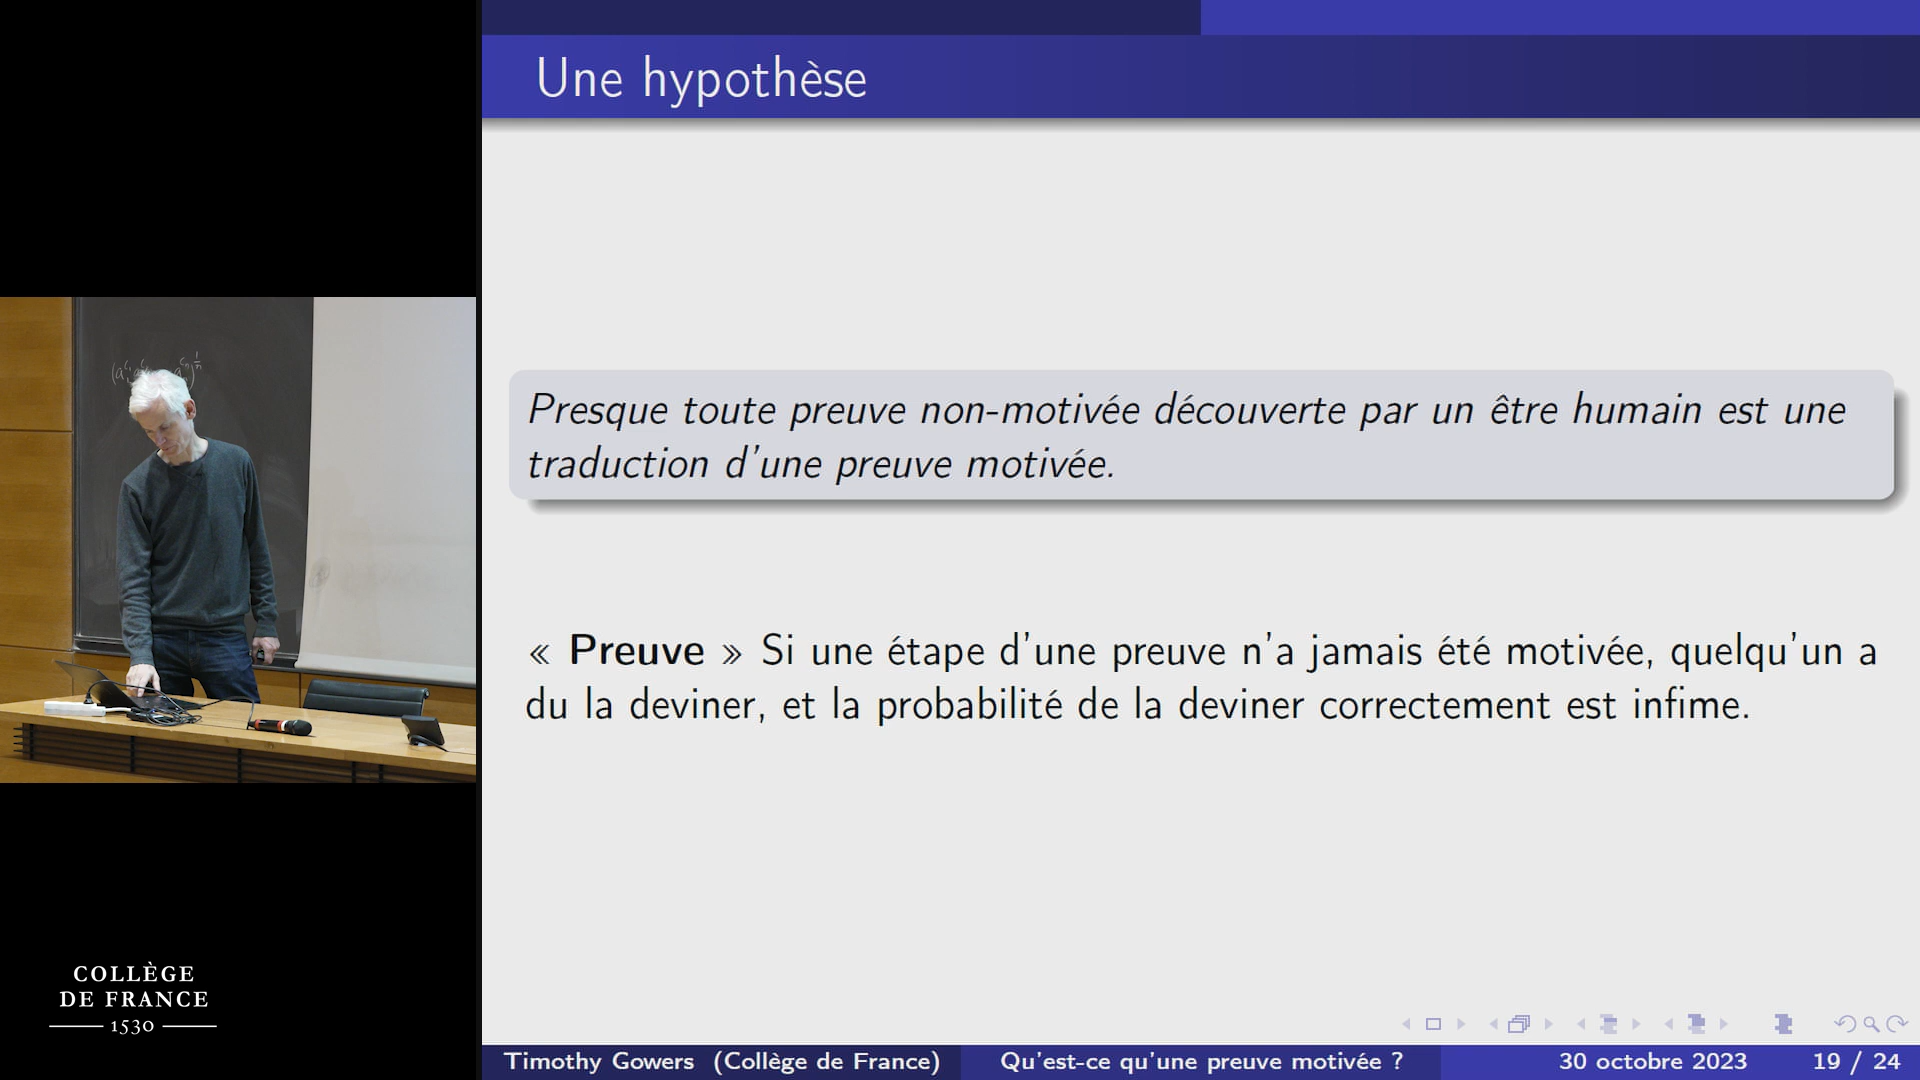 Une hypothèse
Presque toute preuve non-motivée découverte par un être humain est une
traduction d'une preuve motivée.
« Preuve » Si une étape d'une preuve n'a jamais été motivée, quelqu'un a
du la deviner, et la probabilité de la deviner correctement est infime.
COLLÈGE
DE FRANCE
1530
Timothy Gowers (Collège de France) Qu'est-ce qu'une preuve motivée ? 30 octobre 2023 19 / 24